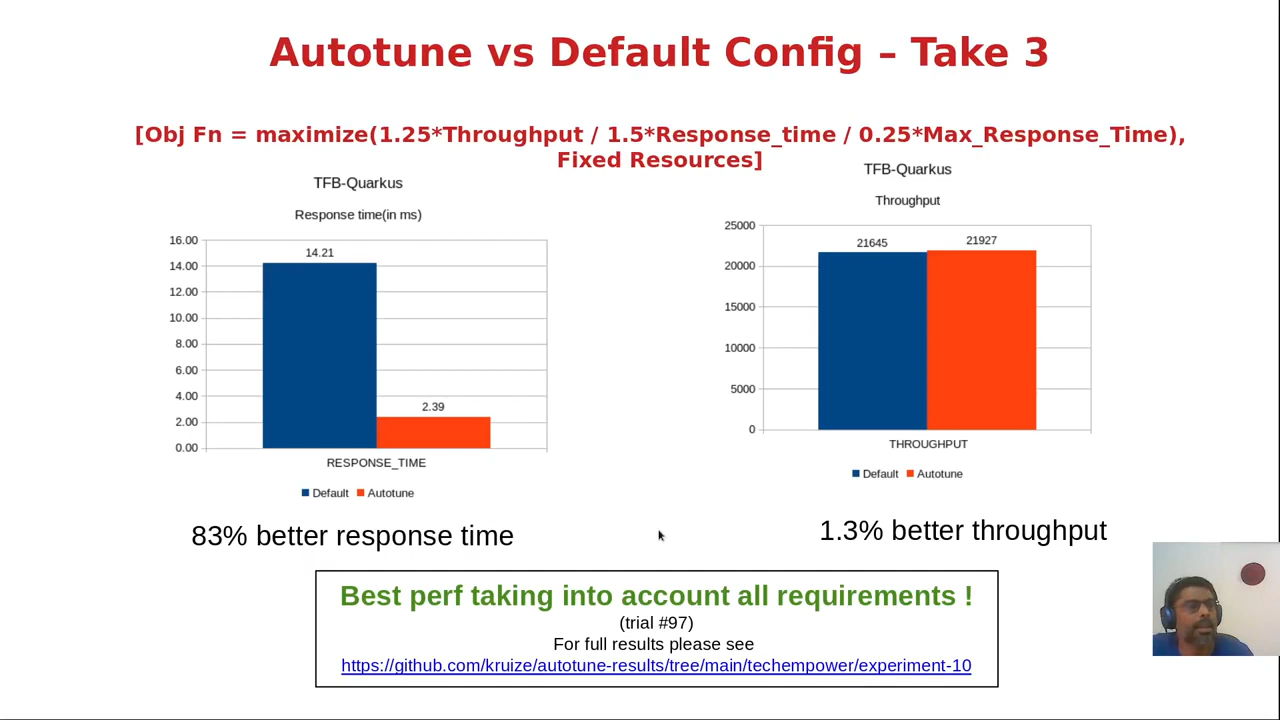 Autotune vs Default Config – Take 3
[Obj Fn = maximize(1.25*Throughput / 1.5*Response_time / 0.25*Max_Response_Time),
Fixed Resources]
TFB-Quarkus
Response time(in ms)
16.00
14.00
12.00
10.00
8.00
6.00
4.00
2.00
0.00
14.21
2.39
RESPONSE_TIME
Default Autotune
83% better response time
TFB-Quarkus
Throughput
25000
20000
15000
10000
5000
0
21645
21927
THROUGHPUT
Default Autotune
1.3% better throughput
Best perf taking into account all requirements !
(trial #97)
For full results please see
https://github.com/kruize/autotune-results/tree/main/techempower/experiment-10